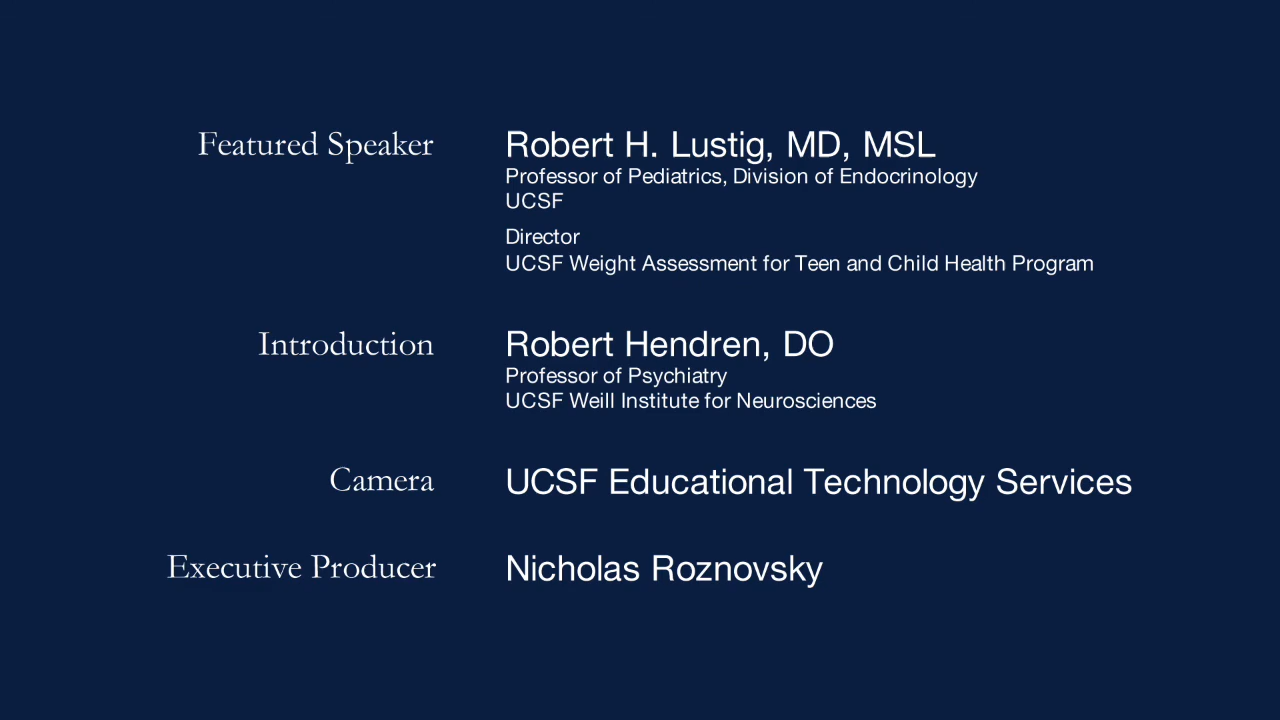 Featured Speaker
Robert H. Lustig, MD, MSL
Professor of Pediatrics, Division of Endocrinology
UCSF
Director
UCSF Weight Assessment for Teen and Child Health Program
Introduction
Robert Hendren, DO
Professor of Psychiatry
UCSF Weill Institute for Neurosciences
Camera
UCSF Educational Technology Services
Executive Producer
Nicholas Roznovsky